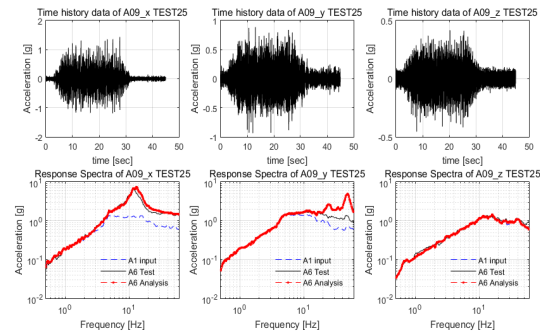 Time history data of A09_x TEST25
Time history data of A09_y TEST25
Time history data of A09_z TEST25
Acceleration [g]
2
1
0
-1
-2
0 10 20 30 40 50
time [sec]
Acceleration [g]
1
0.5
0
-0.5
-1
0 10 20 30 40 50
time [sec]
Acceleration [g]
0.5
0
-0.5
0 10 20 30 40 50
time [sec]
Response Spectra of A09_x TEST25
Response Spectra of A09_y TEST25
Response Spectra of A09_z TEST25
Acceleration [g]
10^1
10^0
10^-1
10^-2
A1 input
A6 Test
A6 Analysis
10^0 10^1
Frequency [Hz]
Acceleration [g]
10^1
10^0
10^-1
10^-2
A1 input
A6 Test
A6 Analysis
10^0 10^1
Frequency [Hz]
Acceleration [g]
10^1
10^0
10^-1
10^-2
A1 input
A6 Test
A6 Analysis
10^0 10^1
Frequency [Hz]